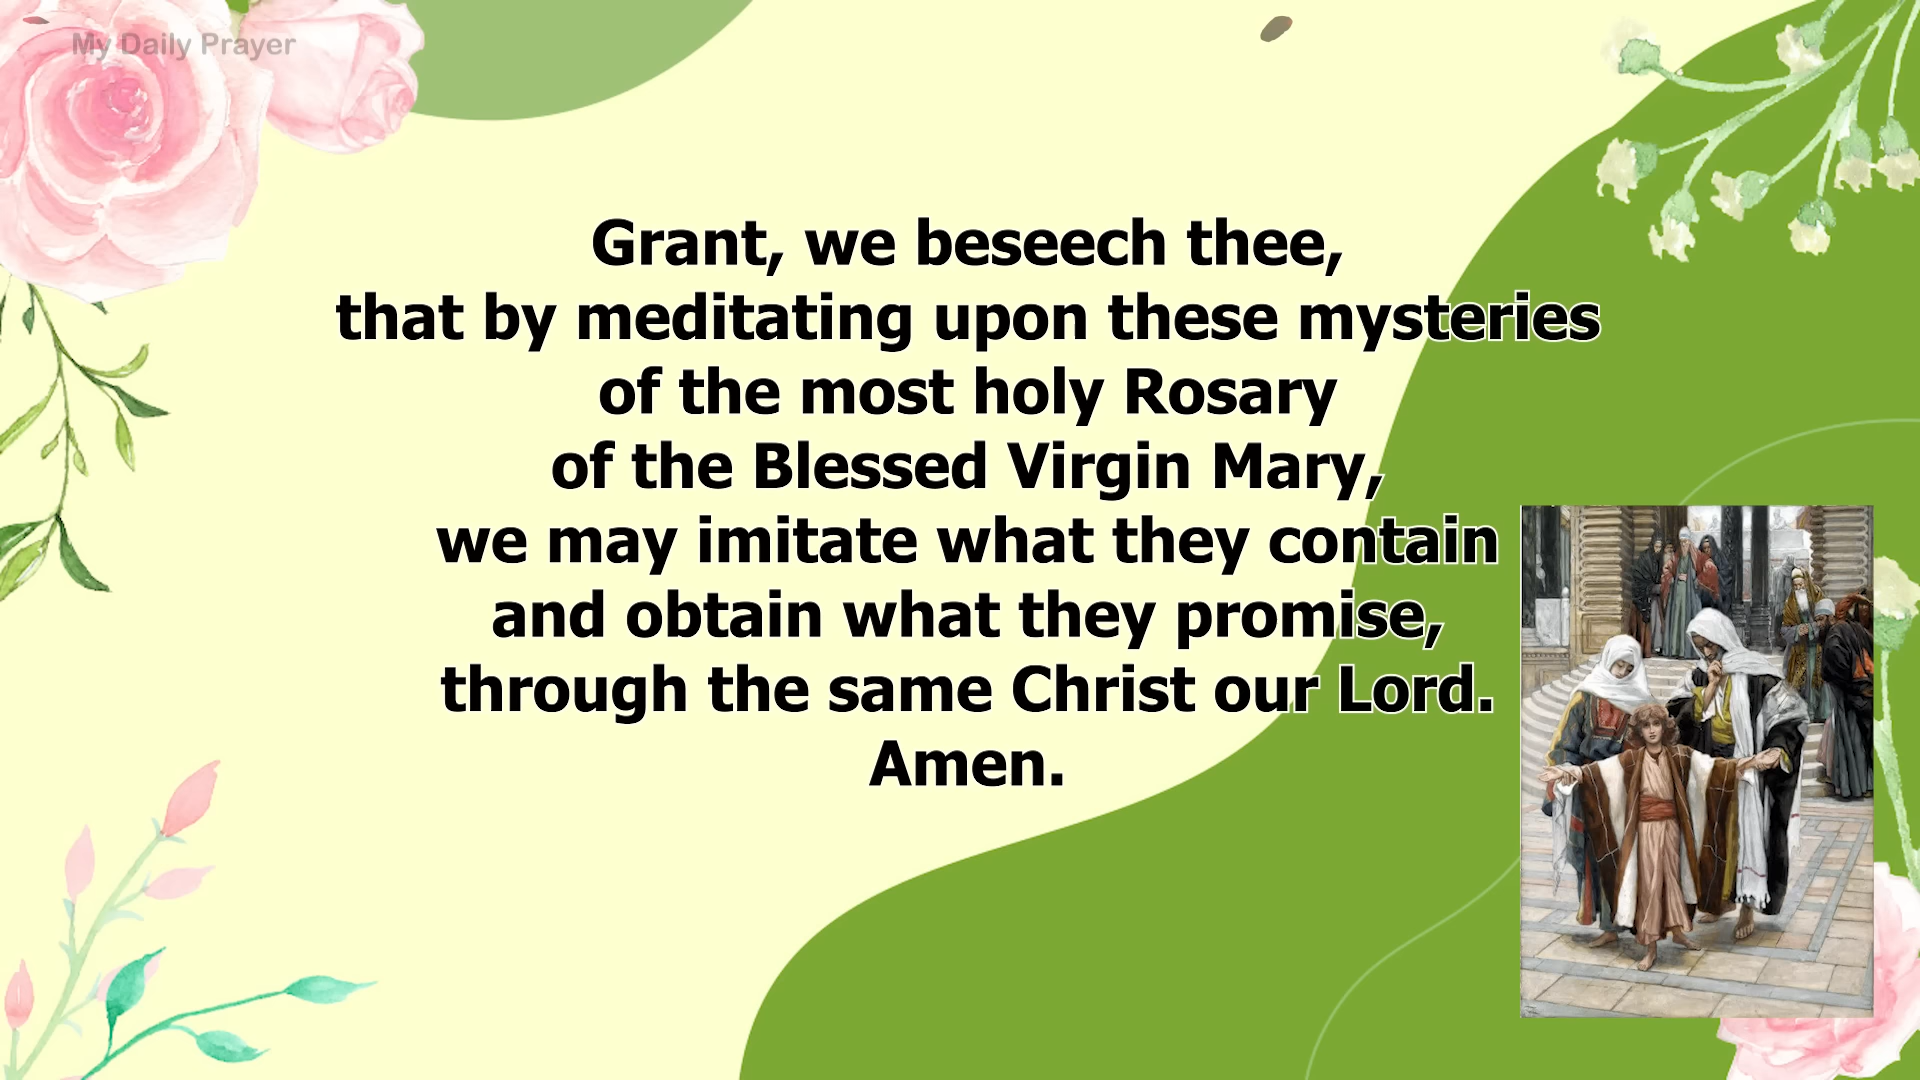 My Daily Prayer
Grant, we beseech thee,
that by meditating upon these mysteries
of the most holy Rosary
of the Blessed Virgin Mary,
we may imitate what they contain
and obtain what they promise,
through the same Christ our Lord.
Amen.